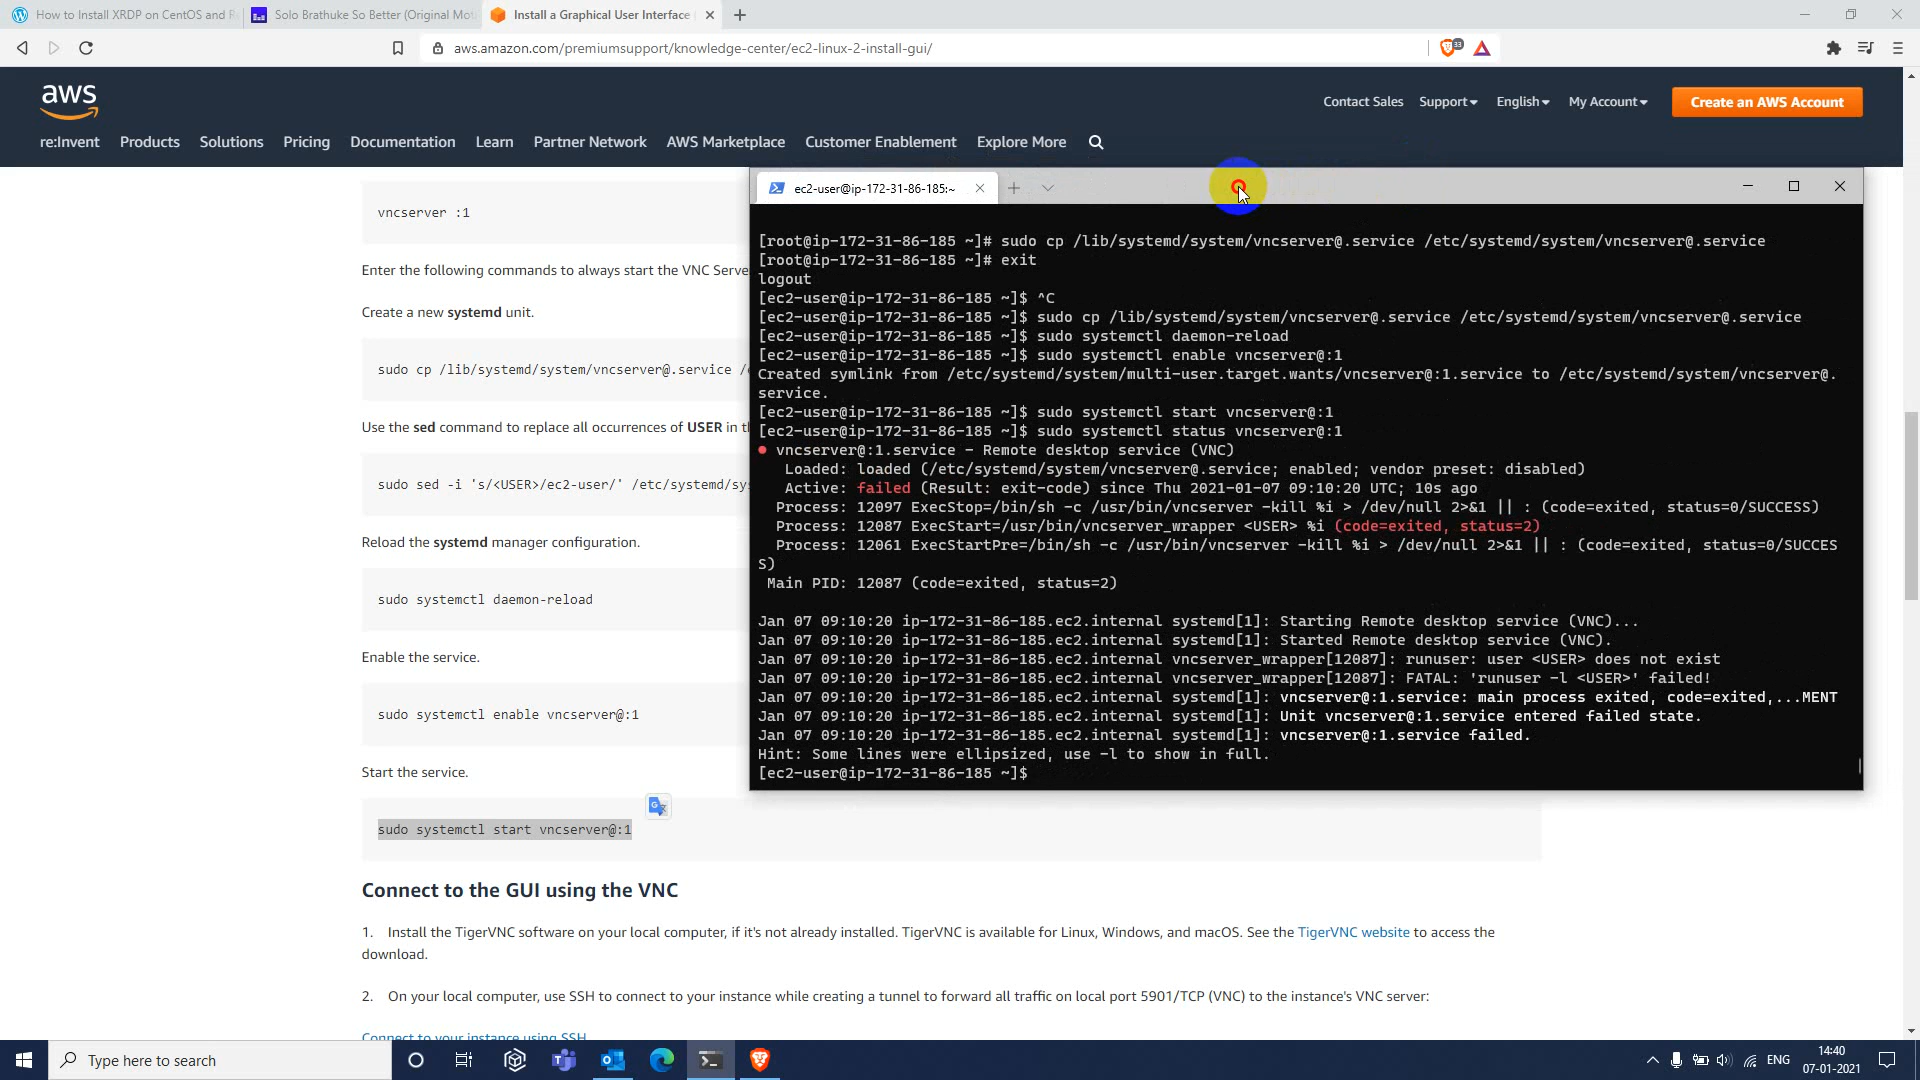 How to Install XRDP on CentOS and R
Solo Brathuke So Better (Original Mot
Install a Graphical User Interface
aws.amazon.com/premiumsupport/knowledge-center/ec2-linux-2-install-gui/
33
aws
Contact Sales Support English My Account Create an AWS Account
re:Invent Products Solutions Pricing Documentation Learn Partner Network AWS Marketplace Customer Enablement Explore More
vncserver :1
Enter the following commands to always start the VNC Serve
Create a new systemd unit.
sudo cp /lib/systemd/system/vncserver@.service /e
Use the sed command to replace all occurrences of USER in th
sudo sed -i 's/<USER>/ec2-user/' /etc/systemd/sys
Reload the systemd manager configuration.
sudo systemctl daemon-reload
Enable the service.
sudo systemctl enable vncserver@:1
Start the service.
sudo systemctl start vncserver@:1
Connect to the GUI using the VNC
1. Install the TigerVNC software on your local computer, if it's not already installed. TigerVNC is available for Linux, Windows, and macOS. See the TigerVNC website to access the
download.
2. On your local computer, use SSH to connect to your instance while creating a tunnel to forward all traffic on local port 5901/TCP (VNC) to the instance's VNC server:
Connect to your instance using SSH
ec2-user@ip-172-31-86-185:~
[root@ip-172-31-86-185 ~]# sudo cp /lib/systemd/system/vncserver@.service /etc/systemd/system/vncserver@.service
[root@ip-172-31-86-185 ~]# exit
logout
[ec2-user@ip-172-31-86-185 ~]$ ^C
[ec2-user@ip-172-31-86-185 ~]$ sudo cp /lib/systemd/system/vncserver@.service /etc/systemd/system/vncserver@.service
[ec2-user@ip-172-31-86-185 ~]$ sudo systemctl daemon-reload
[ec2-user@ip-172-31-86-185 ~]$ sudo systemctl enable vncserver@:1
Created symlink from /etc/systemd/system/multi-user.target.wants/vncserver@:1.service to /etc/systemd/system/vncserver@.
service.
[ec2-user@ip-172-31-86-185 ~]$ sudo systemctl start vncserver@:1
[ec2-user@ip-172-31-86-185 ~]$ sudo systemctl status vncserver@:1
● vncserver@:1.service - Remote desktop service (VNC)
Loaded: loaded (/etc/systemd/system/vncserver@.service; enabled; vendor preset: disabled)
Active: failed (Result: exit-code) since Thu 2021-01-07 09:10:20 UTC; 10s ago
Process: 12097 ExecStop=/bin/sh -c /usr/bin/vncserver -kill %i > /dev/null 2>&1 || : (code=exited, status=0/SUCCESS)
Process: 12087 ExecStart=/usr/bin/vncserver_wrapper <USER> %i (code=exited, status=2)
Process: 12061 ExecStartPre=/bin/sh -c /usr/bin/vncserver -kill %i > /dev/null 2>&1 || : (code=exited, status=0/SUCCES
S)
Main PID: 12087 (code=exited, status=2)
Jan 07 09:10:20 ip-172-31-86-185.ec2.internal systemd[1]: Starting Remote desktop service (VNC)...
Jan 07 09:10:20 ip-172-31-86-185.ec2.internal systemd[1]: Started Remote desktop service (VNC).
Jan 07 09:10:20 ip-172-31-86-185.ec2.internal vncserver_wrapper[12087]: runuser: user <USER> does not exist
Jan 07 09:10:20 ip-172-31-86-185.ec2.internal vncserver_wrapper[12087]: FATAL: 'runuser -l <USER>' failed!
Jan 07 09:10:20 ip-172-31-86-185.ec2.internal systemd[1]: vncserver@:1.service: main process exited, code=exited,...MENT
Jan 07 09:10:20 ip-172-31-86-185.ec2.internal systemd[1]: Unit vncserver@:1.service entered failed state.
Jan 07 09:10:20 ip-172-31-86-185.ec2.internal systemd[1]: vncserver@:1.service failed.
Hint: Some lines were ellipsized, use -l to show in full.
[ec2-user@ip-172-31-86-185 ~]$
Type here to search
ENG
14:40
07-01-2021